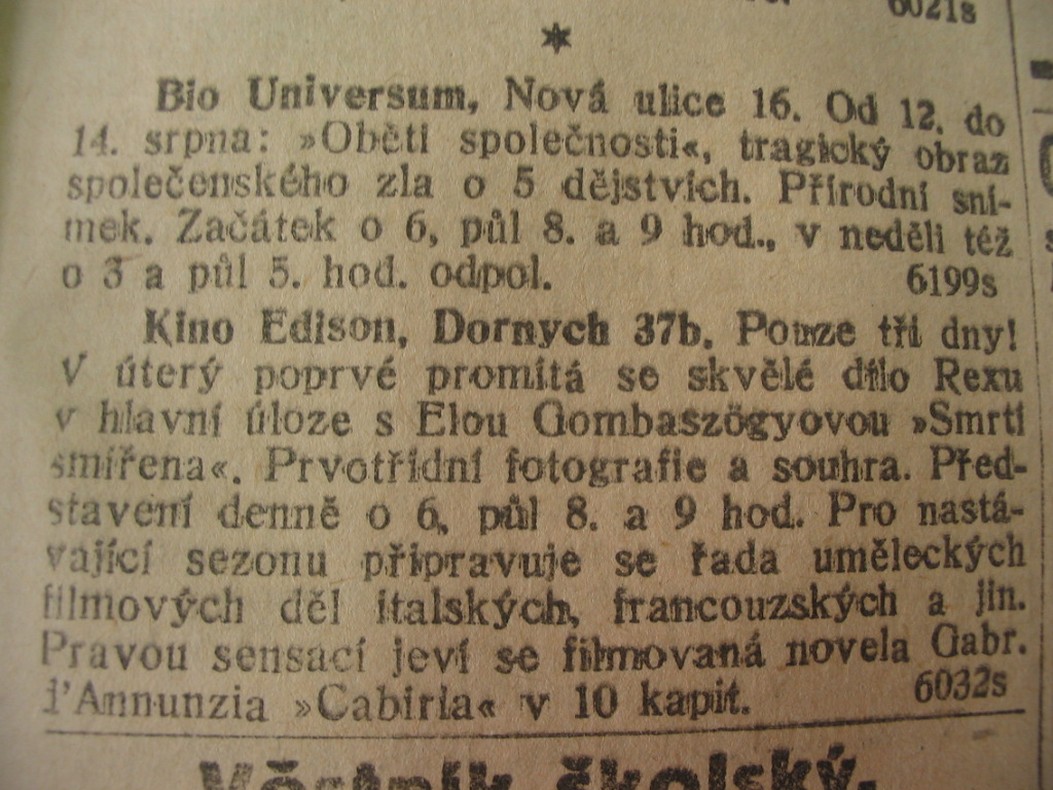 6021s
*
Bio Universum, Nová ulice 16. Od 12. do
14. srpna: »Oběti společnosti«, tragický obraz
společenského zla o 5 dějstvích. Přírodní sní-
mek. Začátek o 6, půl 8. a 9 hod., v neděli též
o 3 a půl 5. hod. odpol. 6199s
Kino Edison, Dornych 37b. Pouze tři dny!
V úterý poprvé promítá se skvělé dílo Rexu
v hlavní úloze s Elou Gombaszögyovou »Smrtí
smířena«. Prvotřídní fotografie a souhra. Před-
stavení denně o 6, půl 8. a 9 hod. Pro nastá-
vající sezonu připravuje se řada uměleckých
filmových děl italských, francouzských a jin.
Pravou sensací jeví se filmovaná novela Gabr.
d'Annunzia »Cabiria« v 10 kapit. 6032s
Věstník školský.